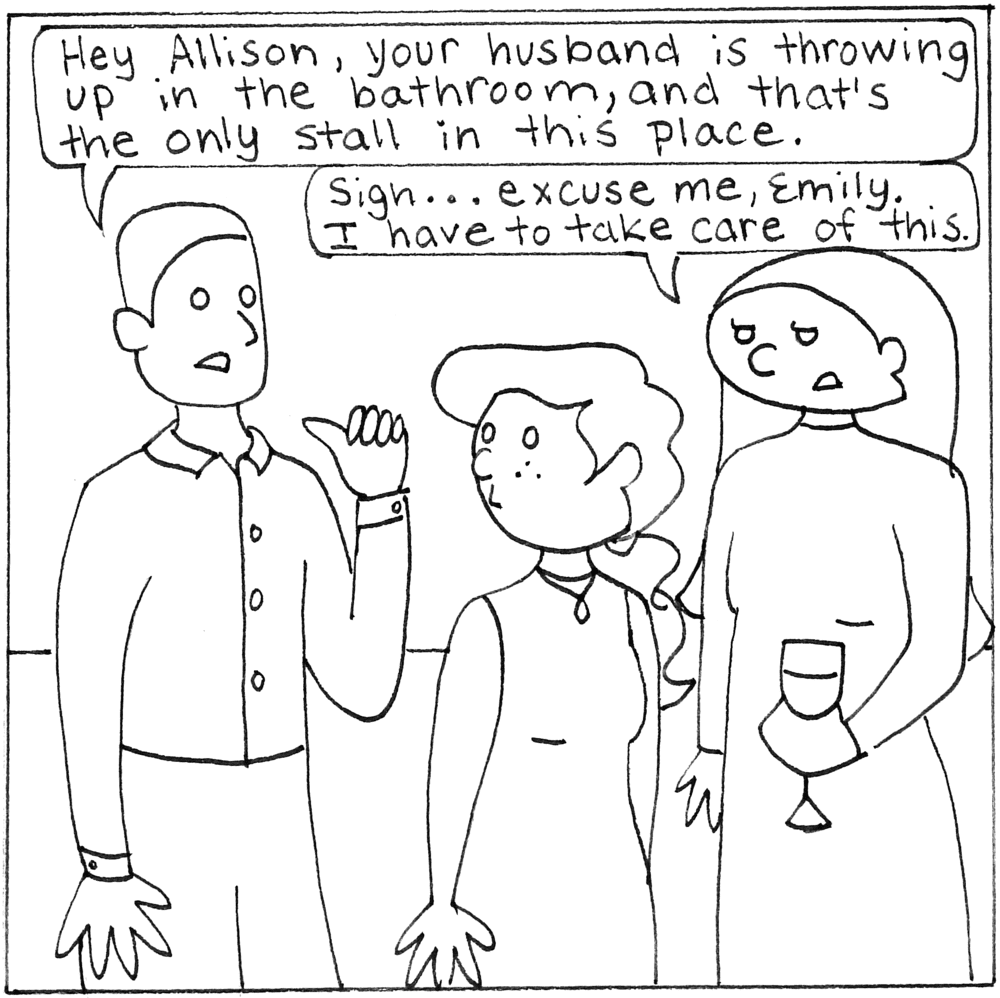 Hey Allison, your husband is throwing
up in the bathroom, and that's
the only stall in this place.
Sign... excuse me, Emily.
I have to take care of this.